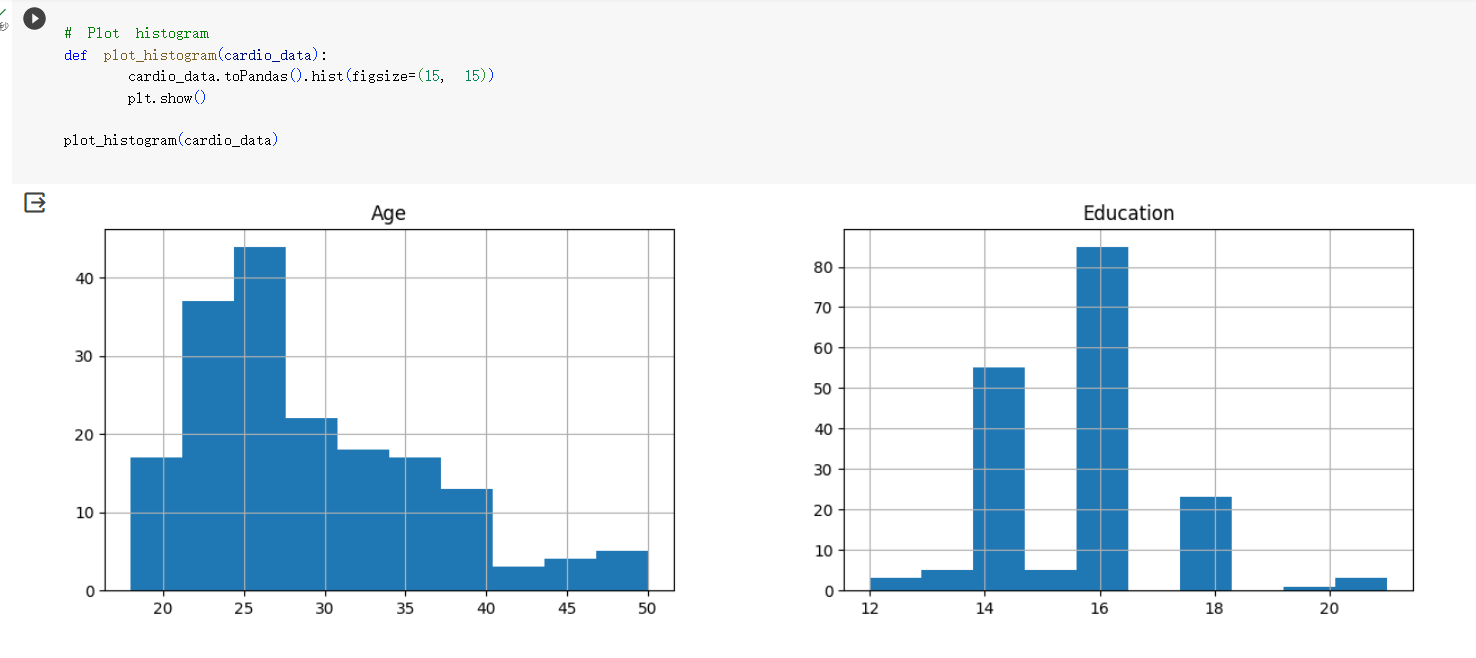 秒
# Plot histogram
def plot_histogram(cardio_data):
cardio_data.toPandas().hist(figsize=(15, 15))
plt.show()
plot_histogram(cardio_data)
Age
40
30
20
10
0
20 25 30 35 40 45 50
Education
80
70
60
50
40
30
20
10
0
12 14 16 18 20